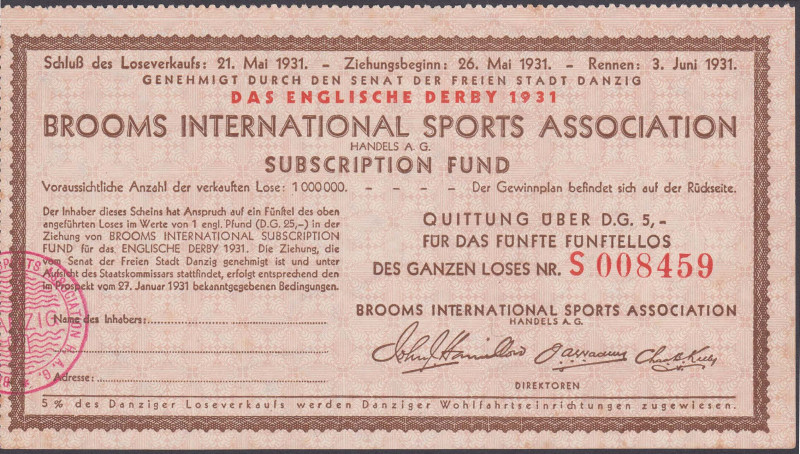 Schluß des Loseverkaufs: 21. Mai 1931. – Ziehungsbeginn: 26. Mai 1931. – Rennen: 3. Juni 1931.
GENEHMIGT DURCH DEN SENAT DER FREIEN STADT DANZIG
DAS ENGLISCHE DERBY 1931
BROOMS INTERNATIONAL SPORTS ASSOCIATION
HANDELS A. G.
SUBSCRIPTION FUND
Voraussichtliche Anzahl der verkauften Lose: 1 000 000. – – – – Der Gewinnplan befindet sich auf der Rückseite.
Der Inhaber dieses Scheins hat Anspruch auf ein Fünftel des oben
angeführten Loses im Werte von 1 engl. Pfund (D.G. 25,–) in der
Ziehung von BROOMS INTERNATIONAL SUBSCRIPTION
FUND für das ENGLISCHE DERBY 1931. Die Ziehung, die
vom Senat der Freien Stadt Danzig genehmigt ist und unter
Aufsicht des Staatskommissars stattfindet, erfolgt entsprechend den
im Prospekt vom 27. Januar 1931 bekanntgegebenen Bedingungen.
Name des Inhabers:
Adresse:
QUITTUNG ÜBER D.G. 5,–
FÜR DAS FÜNFTE FÜNFTELLOS
DES GANZEN LOSES NR. S 008459
BROOMS INTERNATIONAL SPORTS ASSOCIATION
HANDELS A. G.
DIREKTOREN
5 % des Danziger Loseverkaufs werden Danziger Wohlfahrtseinrichtungen zugewiesen.